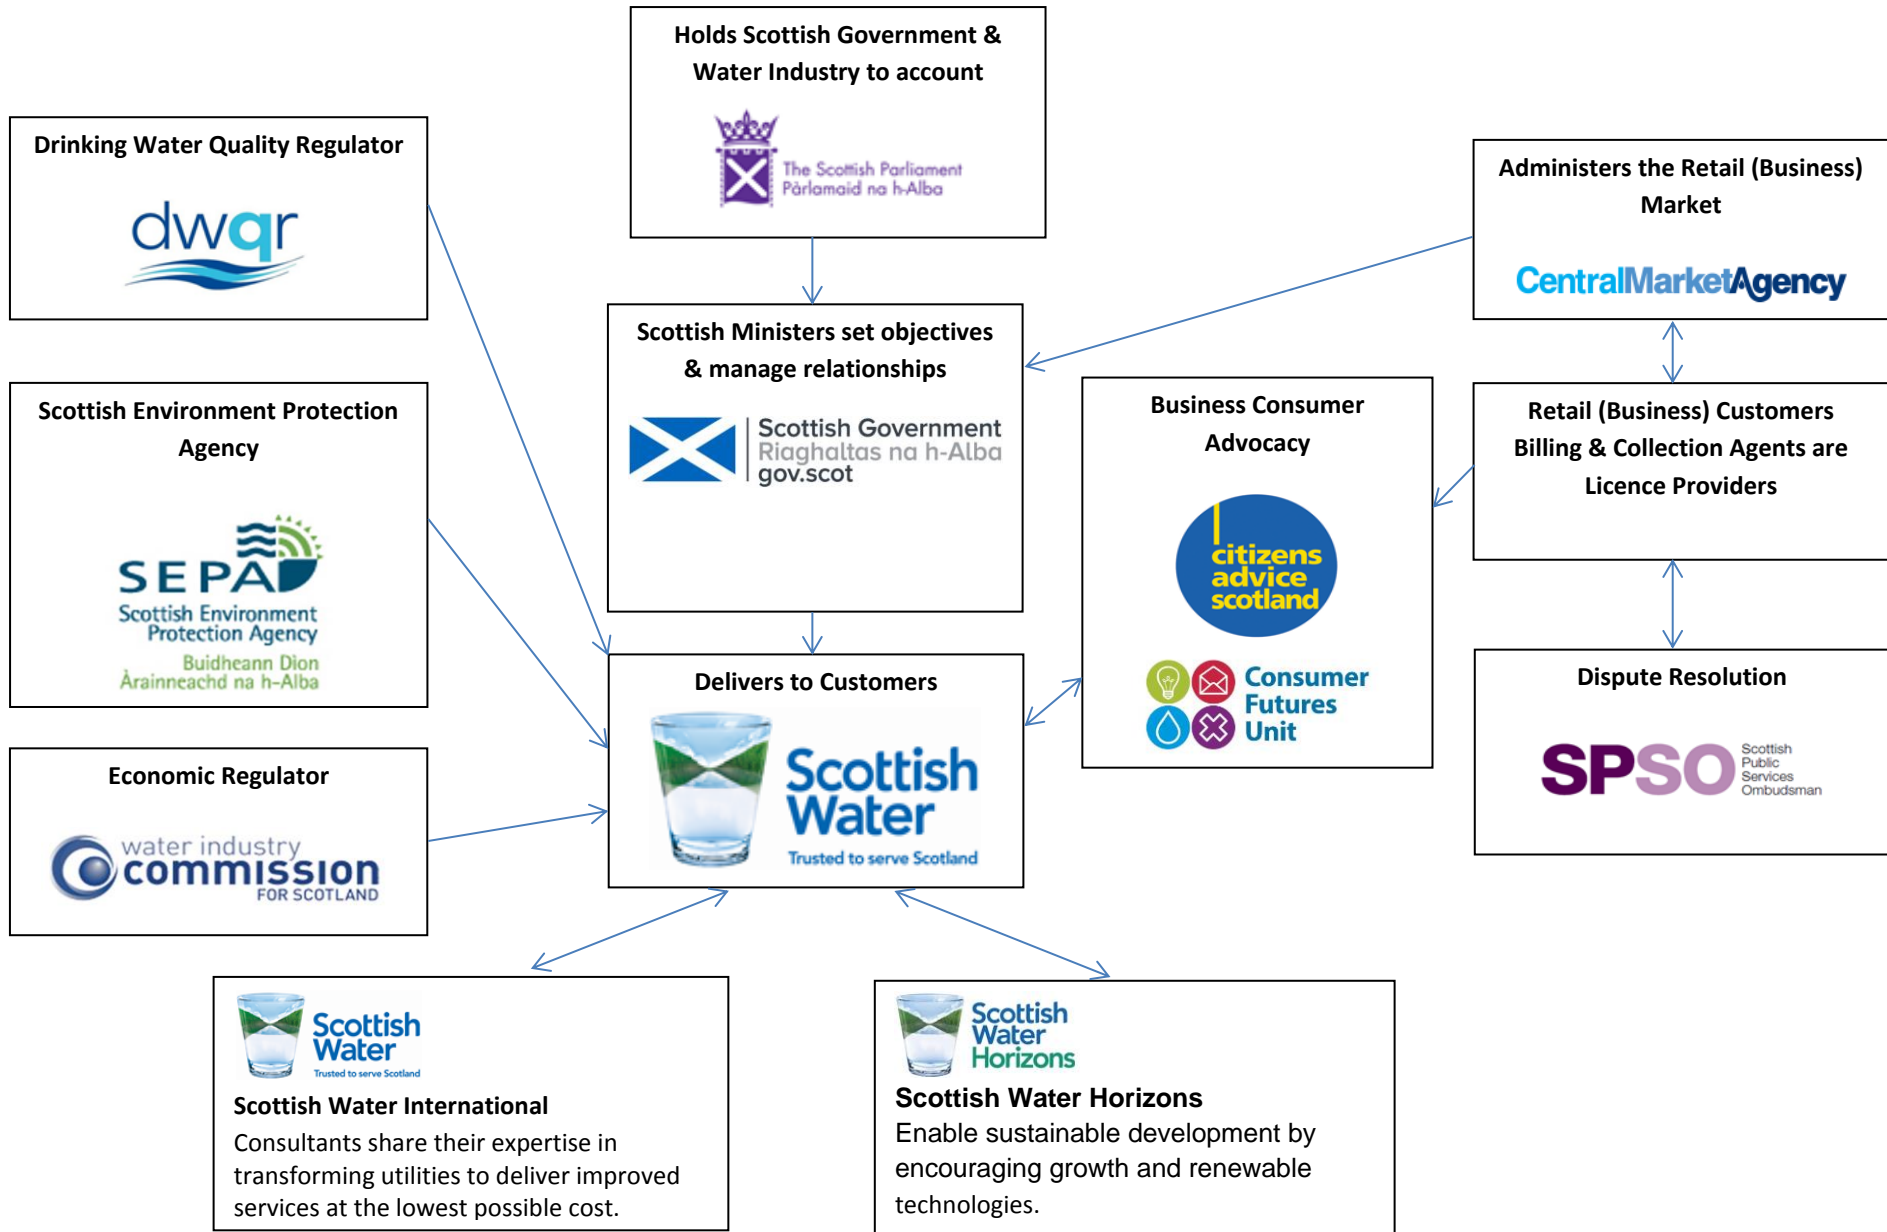 Holds Scottish Government &
Water Industry to account
The Scottish Parliament
Pàrlamaid na h-Alba
Drinking Water Quality Regulator
dwqr
Administers the Retail (Business)
Market
CentralMarketAgency
Scottish Ministers set objectives
& manage relationships
Scottish Government
Riaghaltas na h-Alba
gov.scot
Scottish Environment Protection
Agency
SEPA
Scottish Environment
Protection Agency
Buidheann Dìon
Àrainneachd na h-Alba
Business Consumer
Advocacy
citizens
advice
scotland
Consumer
Futures
Unit
Retail (Business) Customers
Billing & Collection Agents are
Licence Providers
Delivers to Customers
Scottish
Water
Trusted to serve Scotland
Dispute Resolution
SPSO
Scottish
Public
Services
Ombudsman
Economic Regulator
water industry
commission
FOR SCOTLAND
Scottish
Water
Trusted to serve Scotland
Scottish Water International
Consultants share their expertise in
transforming utilities to deliver improved
services at the lowest possible cost.
Scottish
Water
Horizons
Scottish Water Horizons
Enable sustainable development by
encouraging growth and renewable
technologies.